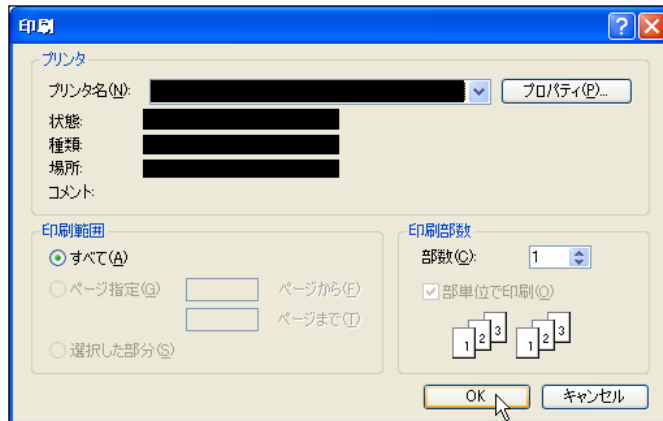 印刷
プリンタ
プリンタ名(N):
プロパティ(P)...
状態:
種類:
場所:
コメント:
印刷範囲
すべて(A)
ページ指定(G) ページから(F)
ページまで(T)
選択した部分(S)
印刷部数
部数(C): 1
部単位で印刷(O)
1 2 3 1 2 3
OK キャンセル